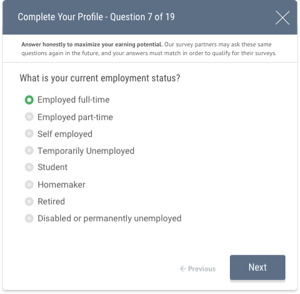 Complete Your Profile - Question 7 of 19
Answer honestly to maximize your earning potential. Our survey partners may ask these same
questions again in the future, and your answers must match in order to qualify for their surveys.
What is your current employment status?
Employed full-time
Employed part-time
Self employed
Temporarily Unemployed
Student
Homemaker
Retired
Disabled or permanently unemployed
← Previous
Next